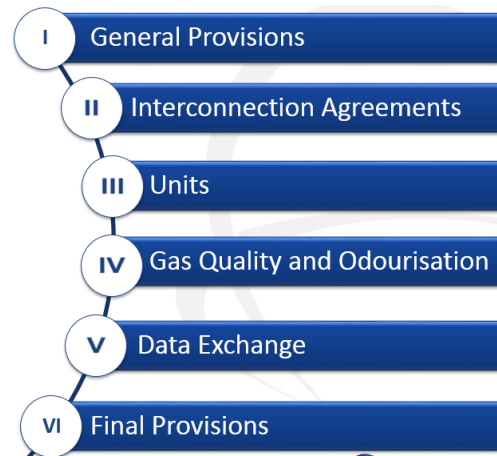 I General Provisions
II Interconnection Agreements
III Units
IV Gas Quality and Odourisation
V Data Exchange
VI Final Provisions